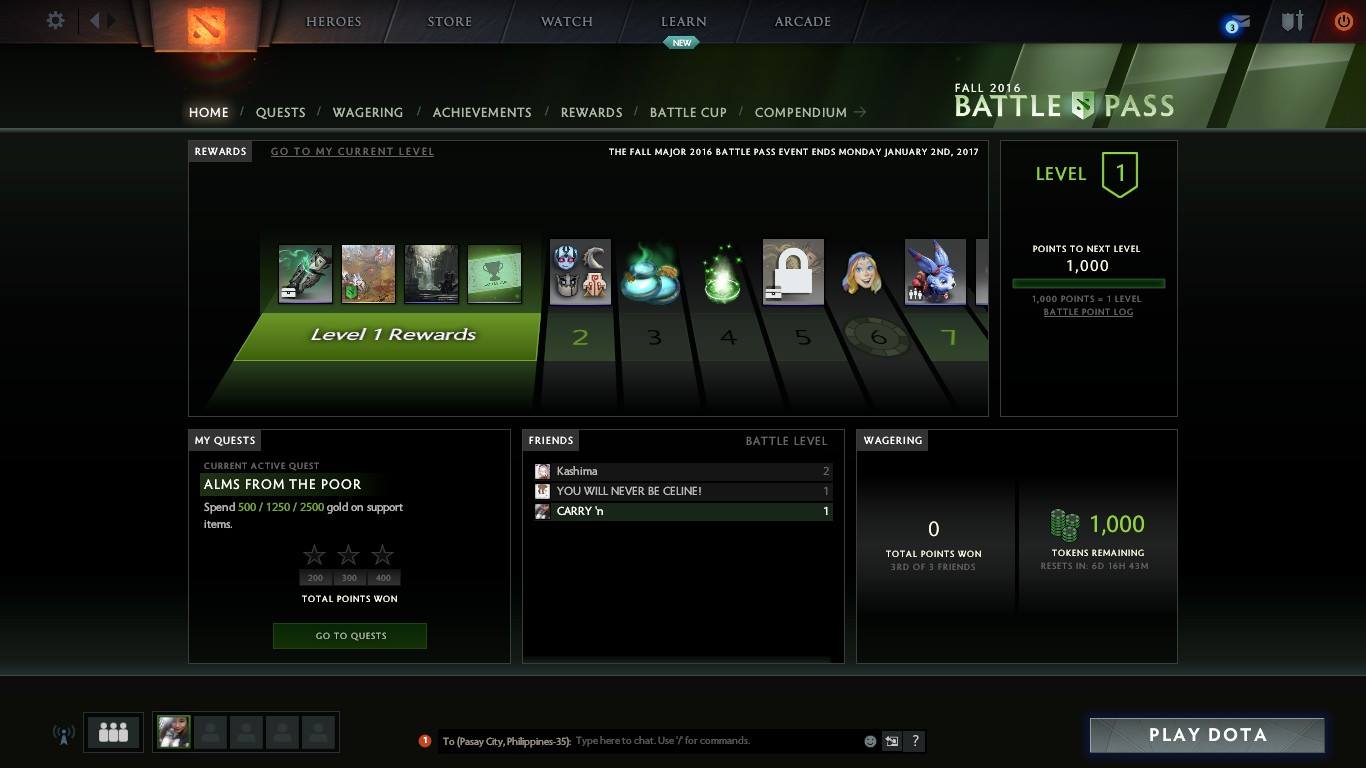 HEROES STORE WATCH LEARN ARCADE
NEW
3
FALL 2016
BATTLE PASS
HOME / QUESTS / WAGERING / ACHIEVEMENTS / REWARDS / BATTLE CUP / COMPENDIUM
REWARDS GO TO MY CURRENT LEVEL THE FALL MAJOR 2016 BATTLE PASS EVENT ENDS MONDAY JANUARY 2ND, 2017
Level 1 Rewards 2 3 4 5 6 7
LEVEL 1
POINTS TO NEXT LEVEL
1,000
1,000 POINTS = 1 LEVEL
BATTLE POINT LOG
MY QUESTS
CURRENT ACTIVE QUEST
ALMS FROM THE POOR
Spend 500 / 1250 / 2500 gold on support
items.
200 300 400
TOTAL POINTS WON
GO TO QUESTS
FRIENDS BATTLE LEVEL
Kashima 2
YOU WILL NEVER BE CELINE! 1
CARRY 'n 1
WAGERING
0
TOTAL POINTS WON
3RD OF 3 FRIENDS
1,000
TOKENS REMAINING
RESETS IN: 6D 16H 43M
1 To (Pasay City, Philippines-35): Type here to chat. Use '/' for commands. ?
PLAY DOTA